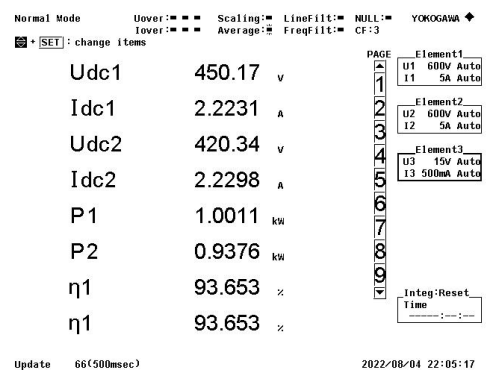 Normal Mode Uover: Scaling: LineFilt: NULL: YOKOGAWA
Iover: Average: FreqFilt: CF:3
+ SET : change items
PAGE
Udc1 450.17 V
Idc1 2.2231 A
Udc2 420.34 V
Idc2 2.2298 A
P1 1.0011 kW
P2 0.9376 kW
η1 93.653 %
η1 93.653 %
1
2
3
4
5
6
7
8
9
Element1
U1 600V Auto
I1 5A Auto
Element2
U2 600V Auto
I2 5A Auto
Element3
U3 15V Auto
I3 500mA Auto
Integ:Reset
Time
-----:--:--
Update 66(500msec) 2022/08/04 22:05:17